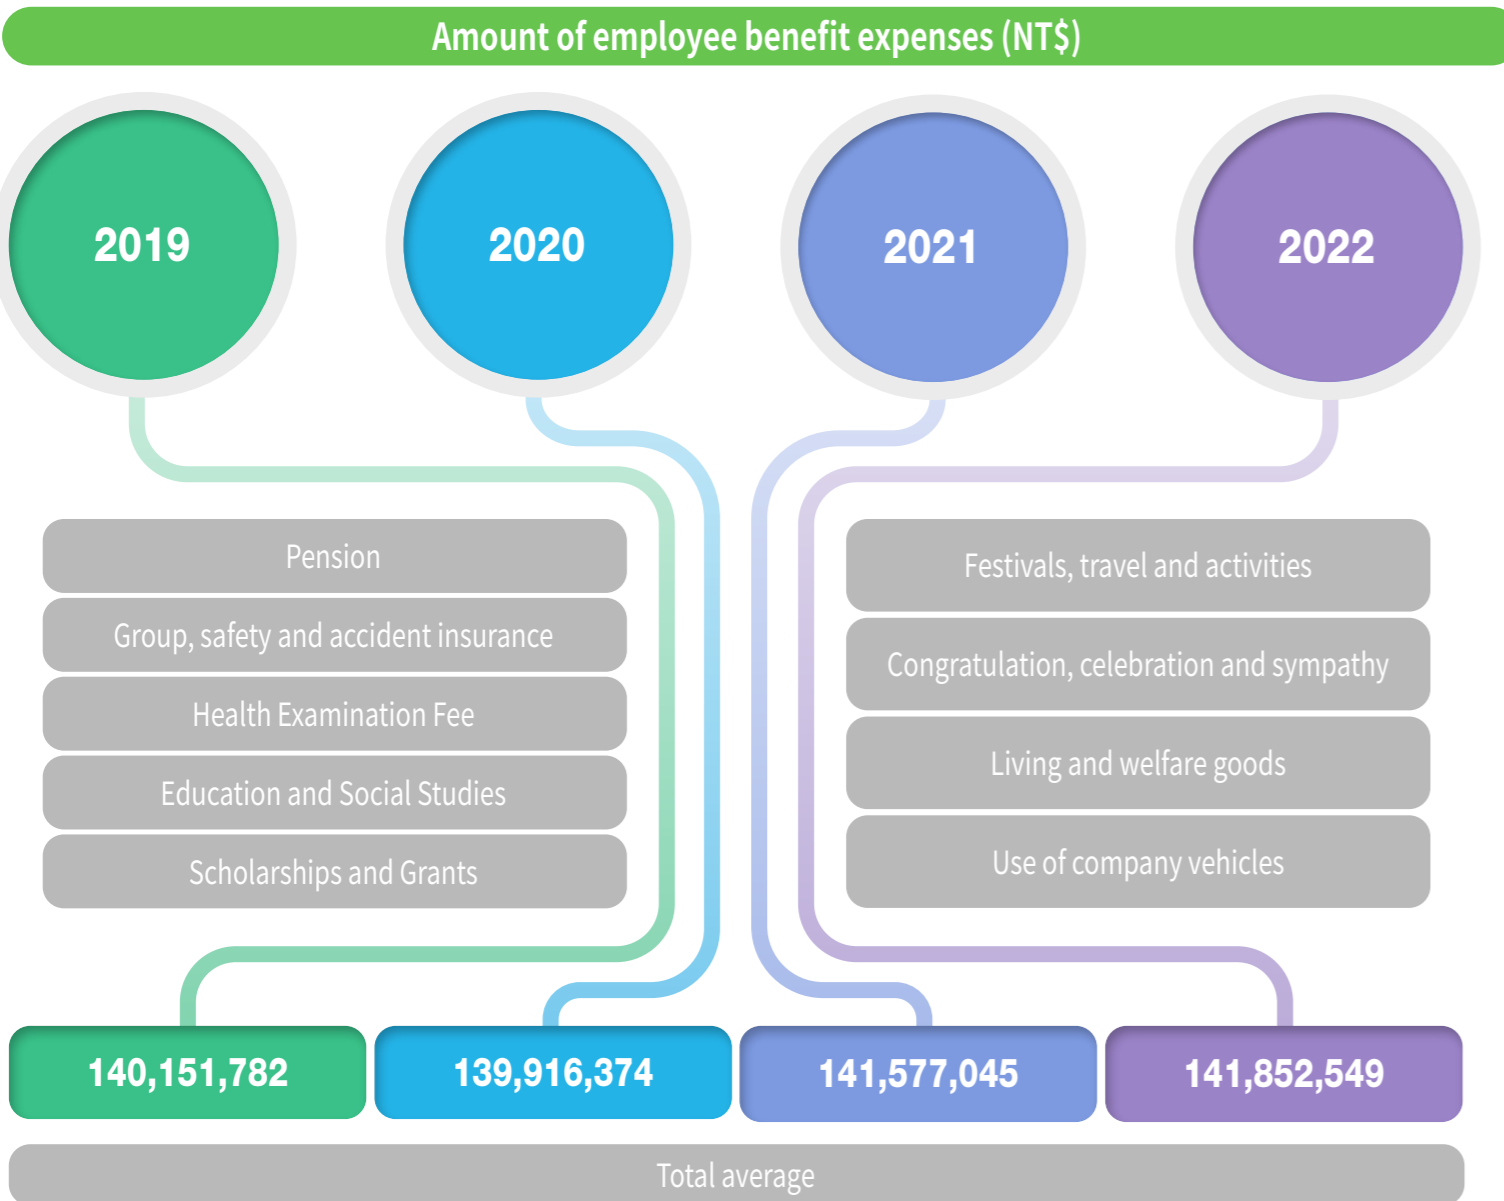 Amount of employee benefit expenses (NT$)
2019
2020
2021
2022
Pension
Group, safety and accident insurance
Health Examination Fee
Education and Social Studies
Scholarships and Grants
Festivals, travel and activities
Congratulation, celebration and sympathy
Living and welfare goods
Use of company vehicles
140,151,782
139,916,374
141,577,045
141,852,549
Total average